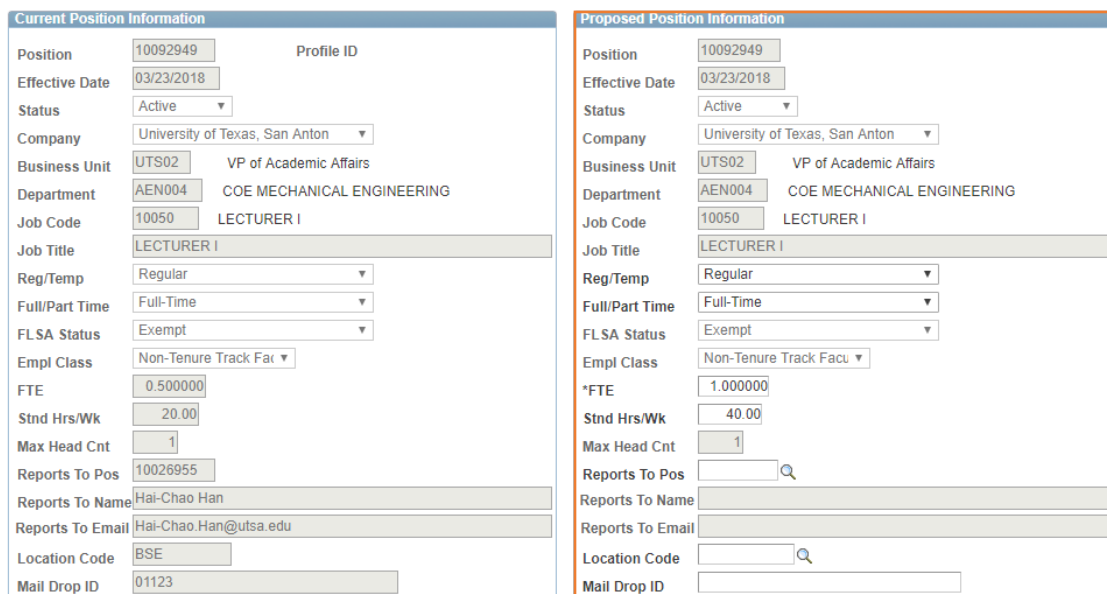 Current Position Information
Position 10092949 Profile ID
Effective Date 03/23/2018
Status Active
Company University of Texas, San Anton
Business Unit UTS02 VP of Academic Affairs
Department AEN004 COE MECHANICAL ENGINEERING
Job Code 10050 LECTURER I
Job Title LECTURER I
Reg/Temp Regular
Full/Part Time Full-Time
FLSA Status Exempt
Empl Class Non-Tenure Track Fac
FTE 0.500000
Stnd Hrs/Wk 20.00
Max Head Cnt 1
Reports To Pos 10026955
Reports To Name Hai-Chao Han
Reports To Email Hai-Chao.Han@utsa.edu
Location Code BSE
Mail Drop ID 01123
Proposed Position Information
Position 10092949
Effective Date 03/23/2018
Status Active
Company University of Texas, San Anton
Business Unit UTS02 VP of Academic Affairs
Department AEN004 COE MECHANICAL ENGINEERING
Job Code 10050 LECTURER I
Job Title LECTURER I
Reg/Temp Regular
Full/Part Time Full-Time
FLSA Status Exempt
Empl Class Non-Tenure Track Facu
*FTE 1.000000
Stnd Hrs/Wk 40.00
Max Head Cnt 1
Reports To Pos
Reports To Name
Reports To Email
Location Code
Mail Drop ID